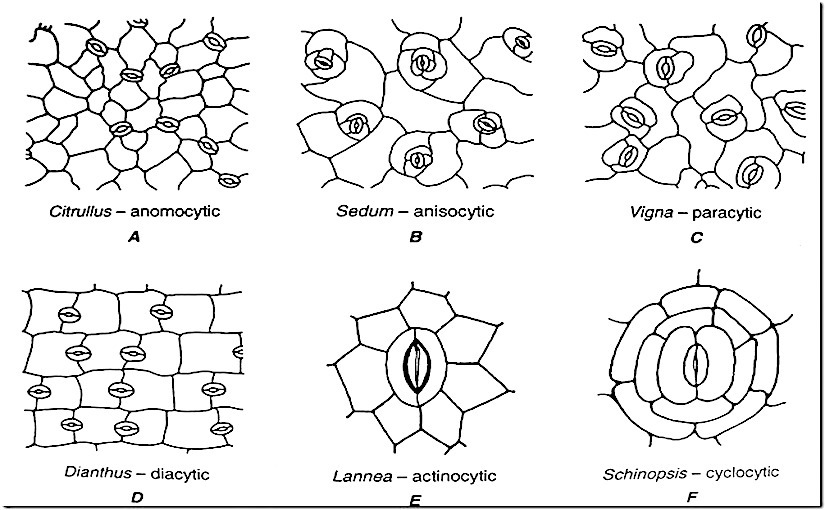 Citrullus – anomocytic
A
Sedum – anisocytic
B
Vigna – paracytic
C
Dianthus – diacytic
D
Lannea – actinocytic
E
Schinopsis – cyclocytic
F